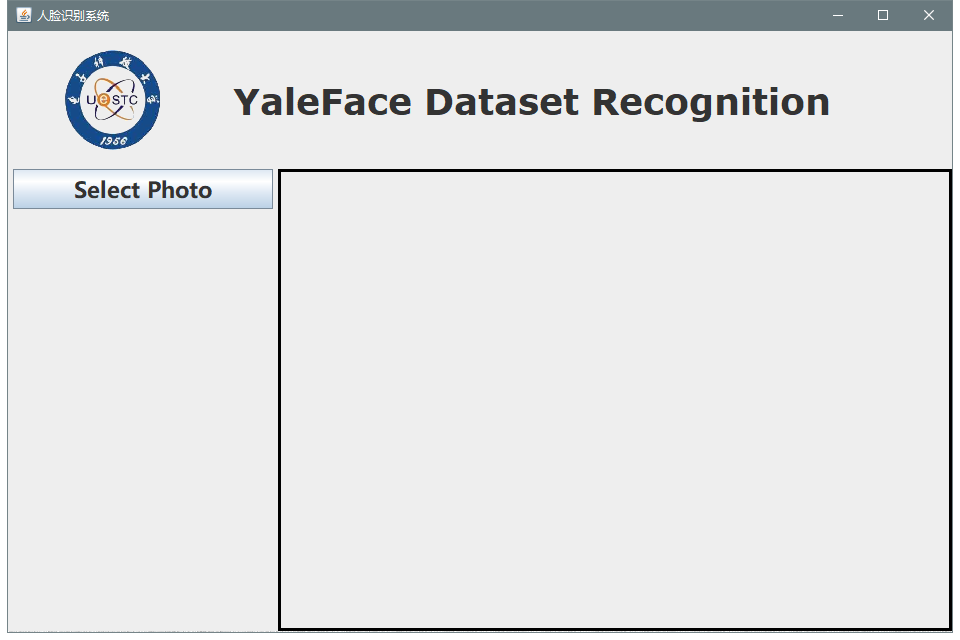 人脸识别系统
UeSTC
1956
YaleFace Dataset Recognition
Select Photo